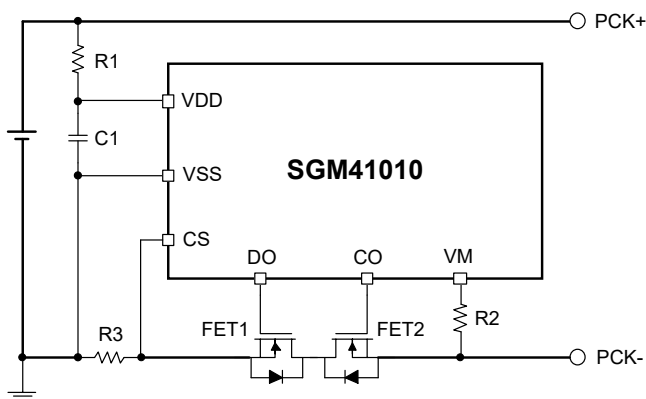 PCK+
R1
VDD
C1
VSS
SGM41010
CS
DO
CO
VM
R3
FET1
FET2
R2
PCK-